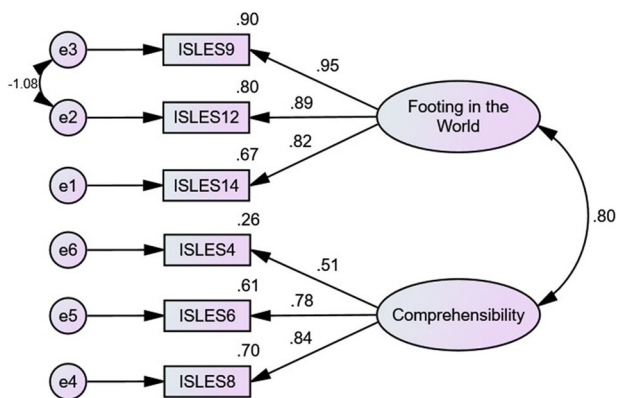 .90
e3
ISLES9
.95
-1.08
.80
e2
ISLES12
.89
Footing in the
World
.67
.82
e1
ISLES14
.80
.26
e6
ISLES4
.51
.61
e5
ISLES6
.78
Comprehensibility
.70
.84
e4
ISLES8